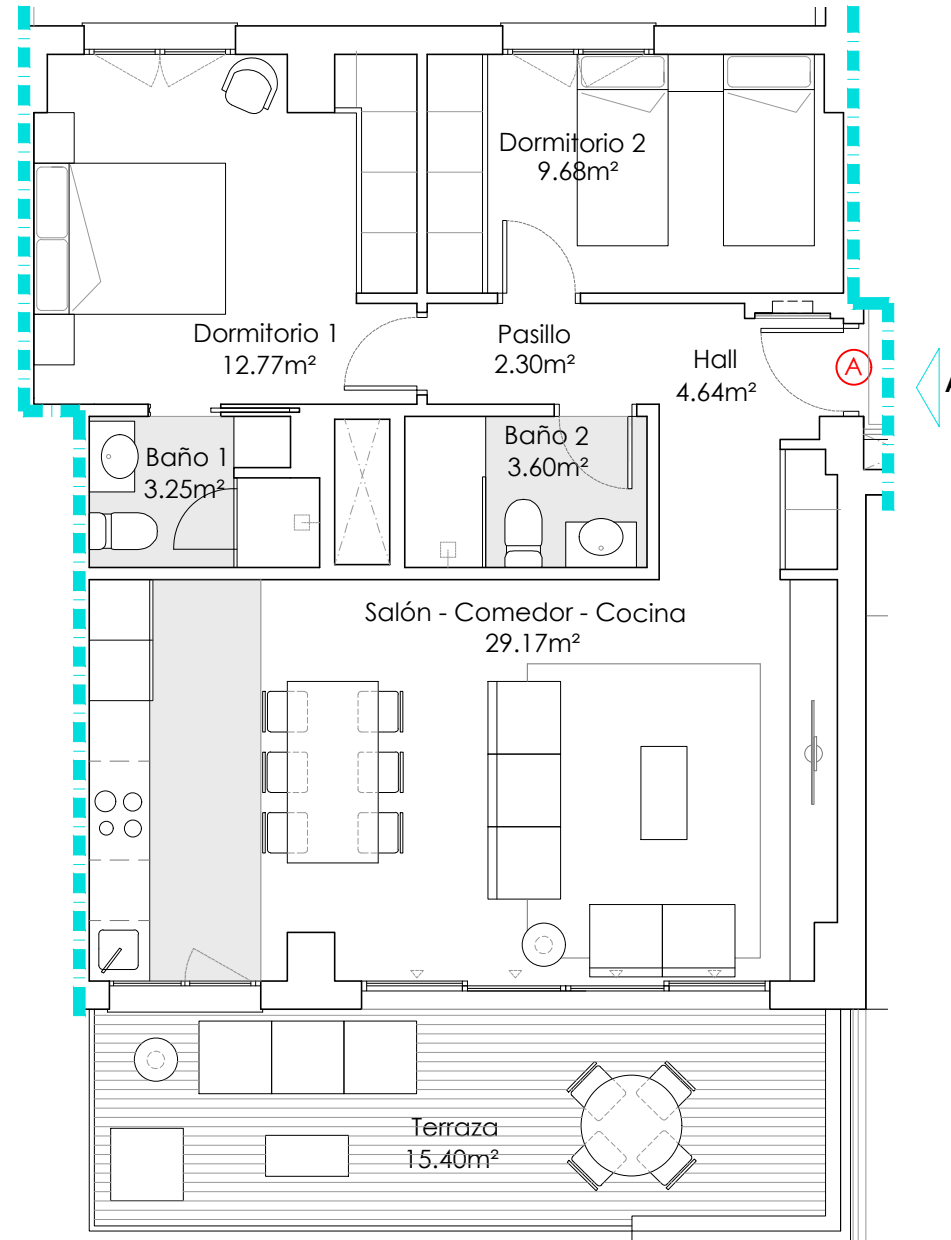 Dormitorio 2
9.68m²
Dormitorio 1
12.77m²
Pasillo
2.30m²
Hall
4.64m²
A
A
Baño 1
3.25m²
Baño 2
3.60m²
Salón - Comedor - Cocina
29.17m²
Terraza
15.40m²